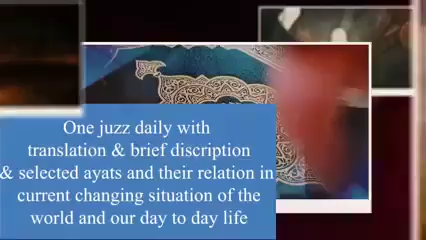 One juzz daily with
translation & brief discription
& selected ayats and their relation in
current changing situation of the
world and our day to day life